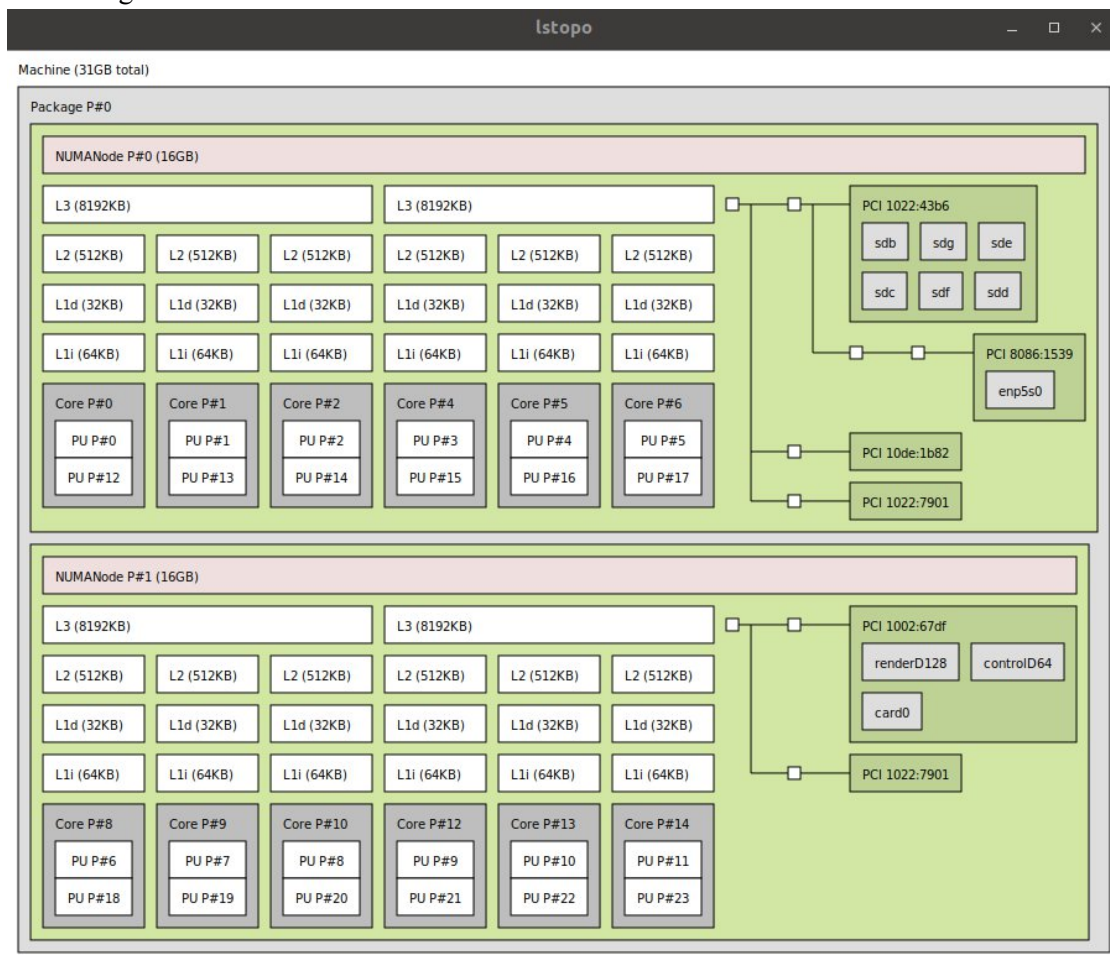 lstopo
Machine (31GB total)
Package P#0
NUMANode P#0 (16GB)
L3 (8192KB) L3 (8192KB)
L2 (512KB) L2 (512KB) L2 (512KB) L2 (512KB) L2 (512KB) L2 (512KB)
L1d (32KB) L1d (32KB) L1d (32KB) L1d (32KB) L1d (32KB) L1d (32KB)
L1i (64KB) L1i (64KB) L1i (64KB) L1i (64KB) L1i (64KB) L1i (64KB)
Core P#0 Core P#1 Core P#2 Core P#4 Core P#5 Core P#6
PU P#0 PU P#1 PU P#2 PU P#3 PU P#4 PU P#5
PU P#12 PU P#13 PU P#14 PU P#15 PU P#16 PU P#17
PCI 1022:43b6
sdb sdg sde
sdc sdf sdd
PCI 8086:1539
enp5s0
PCI 10de:1b82
PCI 1022:7901
NUMANode P#1 (16GB)
L3 (8192KB) L3 (8192KB)
L2 (512KB) L2 (512KB) L2 (512KB) L2 (512KB) L2 (512KB) L2 (512KB)
L1d (32KB) L1d (32KB) L1d (32KB) L1d (32KB) L1d (32KB) L1d (32KB)
L1i (64KB) L1i (64KB) L1i (64KB) L1i (64KB) L1i (64KB) L1i (64KB)
Core P#8 Core P#9 Core P#10 Core P#12 Core P#13 Core P#14
PU P#6 PU P#7 PU P#8 PU P#9 PU P#10 PU P#11
PU P#18 PU P#19 PU P#20 PU P#21 PU P#22 PU P#23
PCI 1002:67df
renderD128 controlD64
card0
PCI 1022:7901